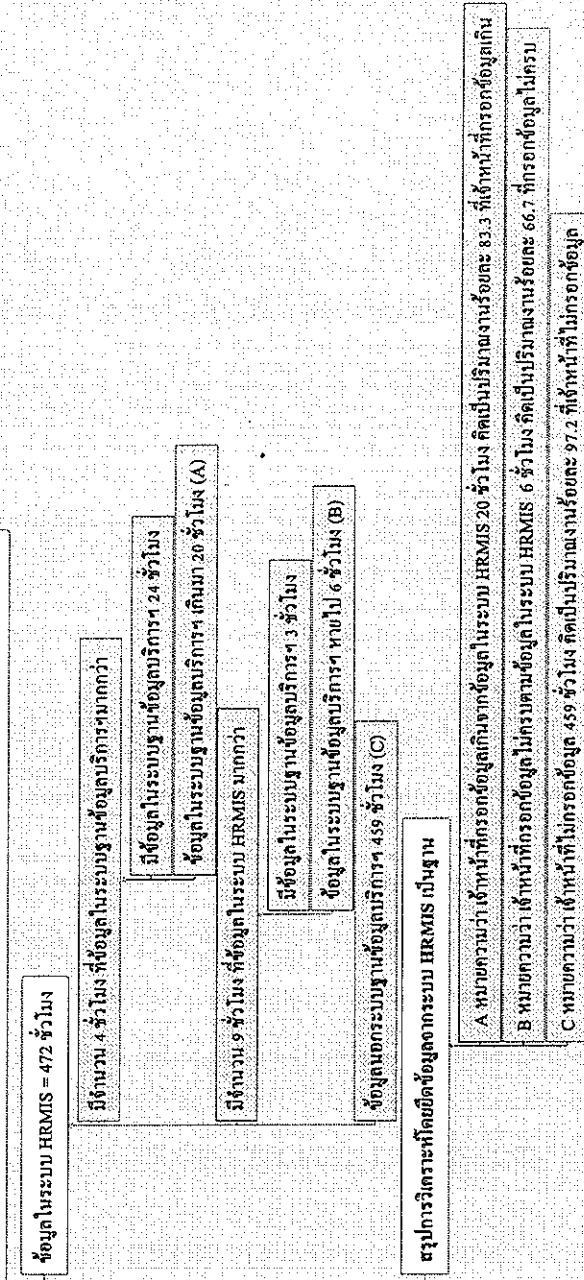 ข้อมูลในระบบ HRMIS = 472 ชั่วโมง
มีจำนวน 4 ชั่วโมง ที่ข้อมูลในระบบฐานข้อมูลบริการฯมากกว่า
มีข้อมูลในระบบฐานข้อมูลบริการฯ 24 ชั่วโมง
ข้อมูลในระบบฐานข้อมูลบริการฯ เกินมา 20 ชั่วโมง (A)
มีจำนวน 9 ชั่วโมง ที่ข้อมูลในระบบ HRMIS มากกว่า
มีข้อมูลในระบบฐานข้อมูลบริการฯ 3 ชั่วโมง
ข้อมูลในระบบฐานข้อมูลบริการฯ หายไป 6 ชั่วโมง (B)
ข้อมูลนอกระบบฐานข้อมูลบริการฯ 459 ชั่วโมง (C)
สรุปการวิเคราะห์โดยยึดข้อมูลจากระบบ HRMIS เป็นฐาน
A หมายความว่า เจ้าหน้าที่กรอกข้อมูลเกินจากข้อมูลในระบบ HRMIS 20 ชั่วโมง คิดเป็นปริมาณงานร้อยละ 83.3 ที่เจ้าหน้าที่กรอกข้อมูลเกิน
B หมายความว่า เจ้าหน้าที่กรอกข้อมูลไม่ครบตามข้อมูลในระบบ HRMIS 6 ชั่วโมง คิดเป็นปริมาณงานร้อยละ 66.7 ที่กรอกข้อมูลไม่ครบ
C หมายความว่า เจ้าหน้าที่ไม่กรอกข้อมูล 459 ชั่วโมง คิดเป็นปริมาณงานร้อยละ 97.2 ที่เจ้าหน้าที่ไม่กรอกข้อมูล